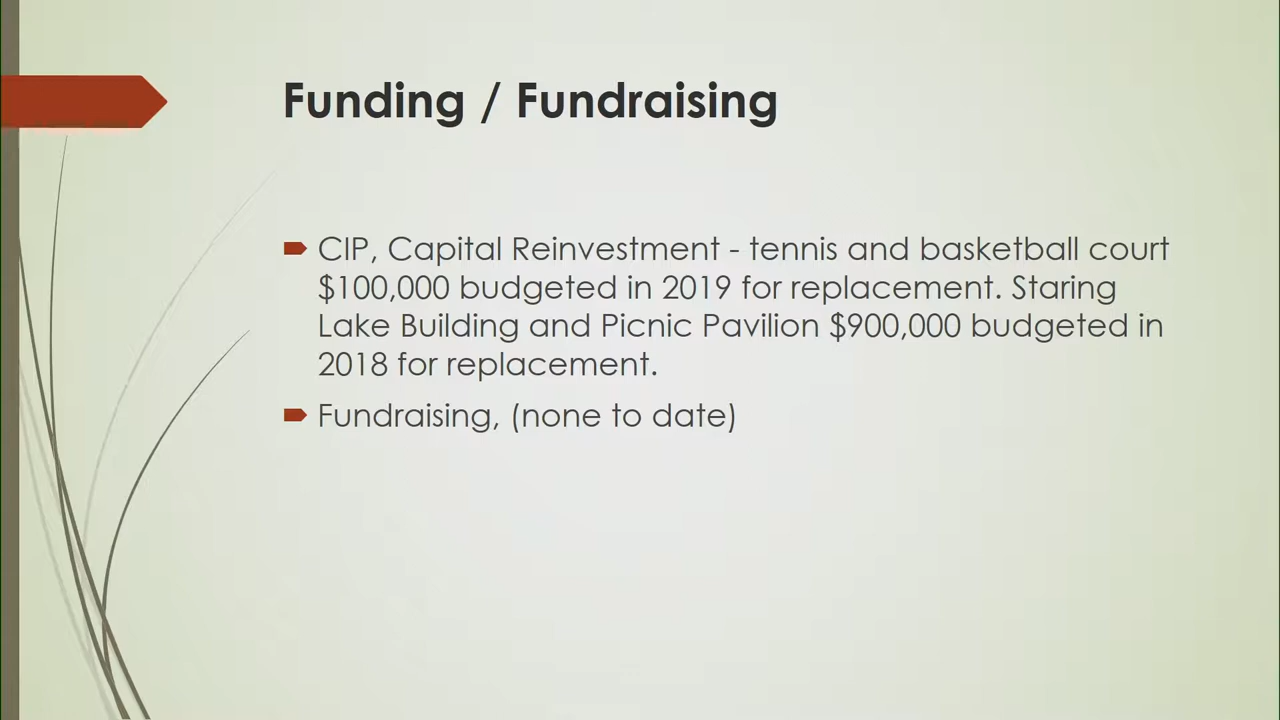 Funding / Fundraising
CIP, Capital Reinvestment - tennis and basketball court
$100,000 budgeted in 2019 for replacement. Staring
Lake Building and Picnic Pavilion $900,000 budgeted in
2018 for replacement.
Fundraising, (none to date)